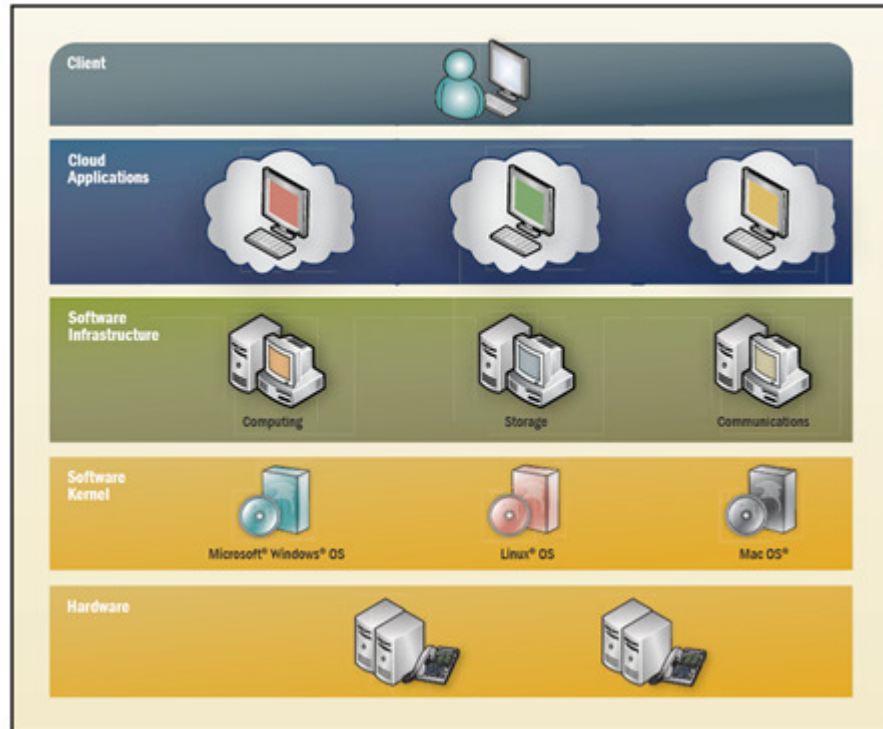 Client
Cloud
Applications
Software
Infrastructure
Computing
Storage
Communications
Software
Kernel
Microsoft® Windows® OS
Linux® OS
Mac OS®
Hardware